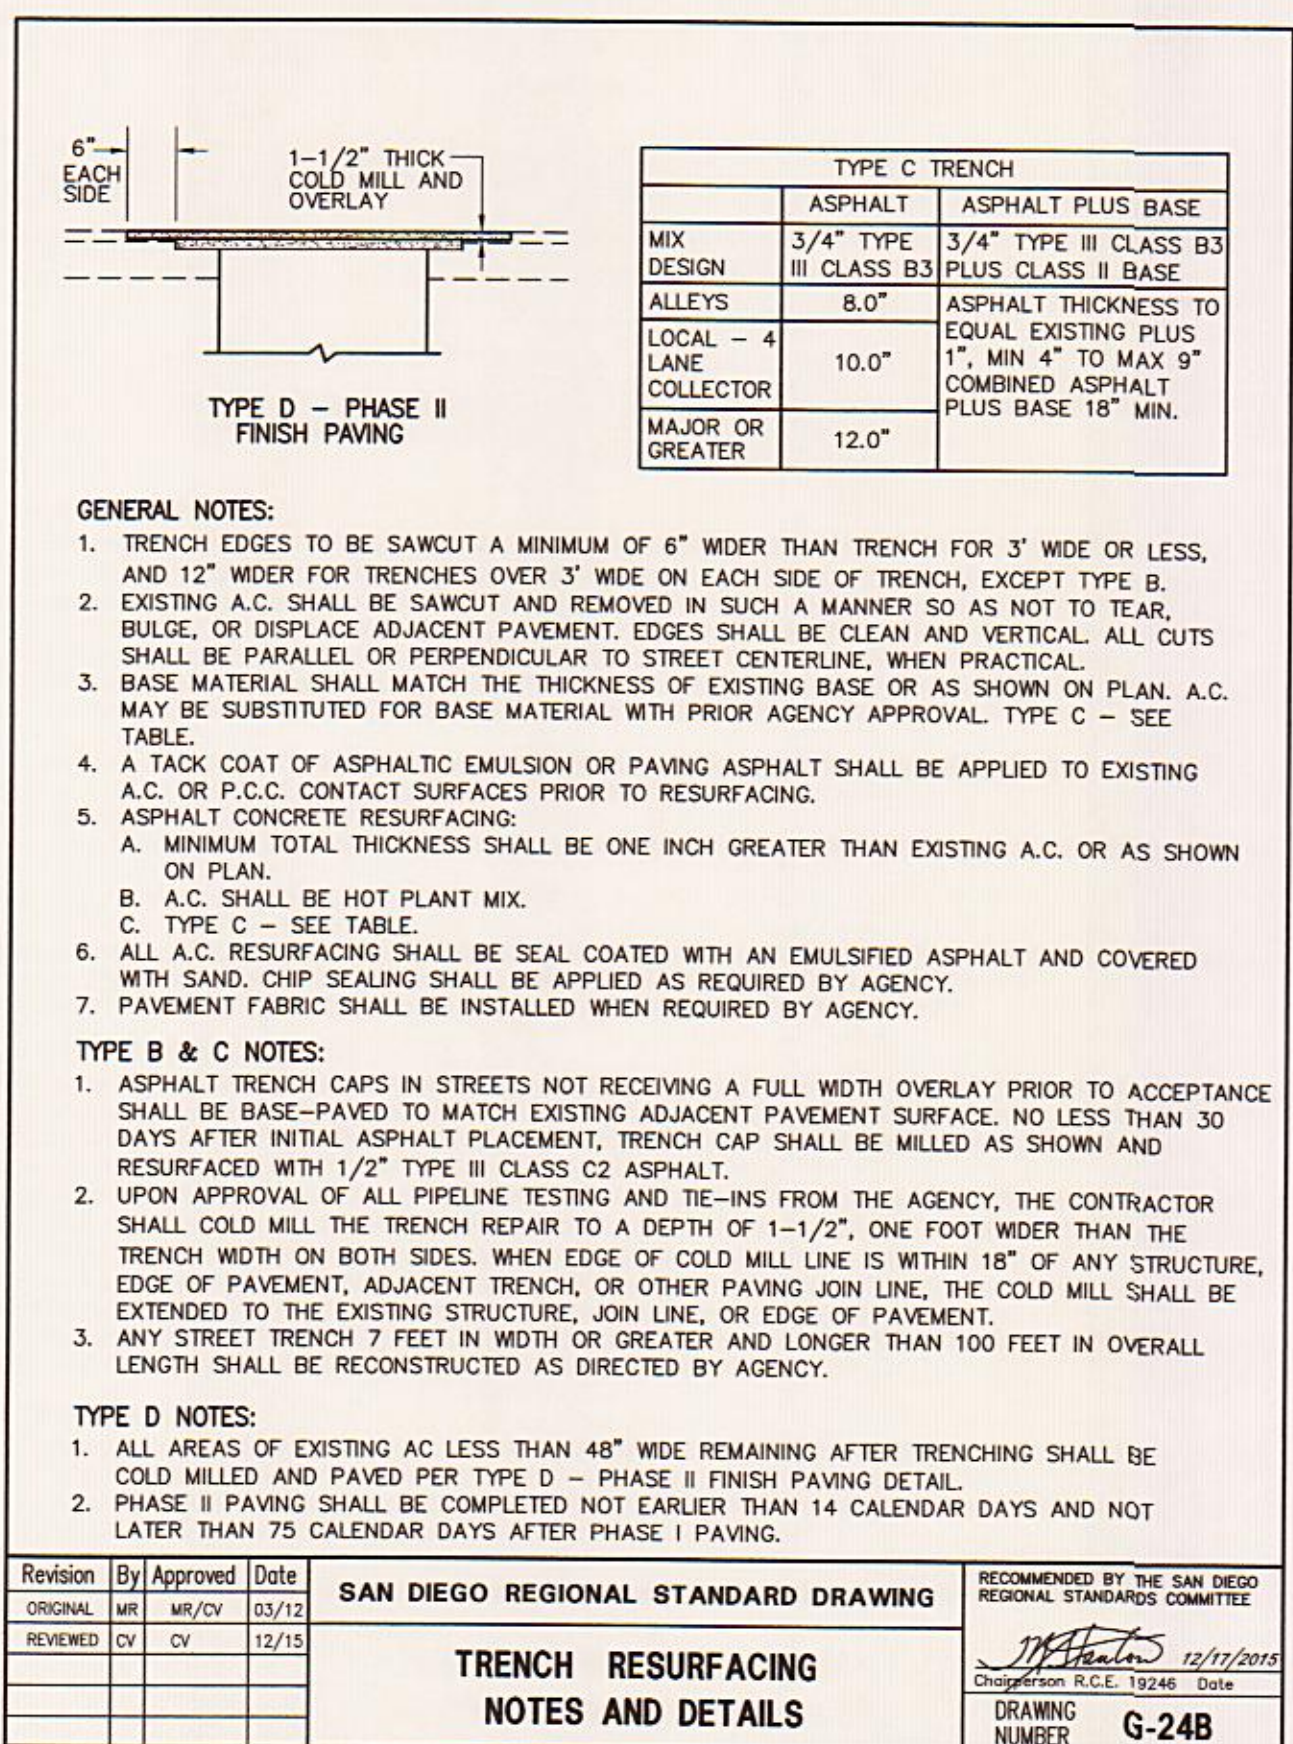 6"
EACH
SIDE
1-1/2" THICK
COLD MILL AND
OVERLAY
TYPE D – PHASE II
FINISH PAVING
TYPE C TRENCH
ASPHALT ASPHALT PLUS BASE
MIX
DESIGN
3/4" TYPE
III CLASS B3
3/4" TYPE III CLASS B3
PLUS CLASS II BASE
ALLEYS
8.0"
LOCAL – 4
LANE
COLLECTOR
10.0"
MAJOR OR
GREATER
12.0"
ASPHALT THICKNESS TO
EQUAL EXISTING PLUS
1", MIN 4" TO MAX 9"
COMBINED ASPHALT
PLUS BASE 18" MIN.
GENERAL NOTES:
1. TRENCH EDGES TO BE SAWCUT A MINIMUM OF 6" WIDER THAN TRENCH FOR 3' WIDE OR LESS,
AND 12" WIDER FOR TRENCHES OVER 3' WIDE ON EACH SIDE OF TRENCH, EXCEPT TYPE B.
2. EXISTING A.C. SHALL BE SAWCUT AND REMOVED IN SUCH A MANNER SO AS NOT TO TEAR,
BULGE, OR DISPLACE ADJACENT PAVEMENT. EDGES SHALL BE CLEAN AND VERTICAL. ALL CUTS
SHALL BE PARALLEL OR PERPENDICULAR TO STREET CENTERLINE, WHEN PRACTICAL.
3. BASE MATERIAL SHALL MATCH THE THICKNESS OF EXISTING BASE OR AS SHOWN ON PLAN. A.C.
MAY BE SUBSTITUTED FOR BASE MATERIAL WITH PRIOR AGENCY APPROVAL. TYPE C – SEE
TABLE.
4. A TACK COAT OF ASPHALTIC EMULSION OR PAVING ASPHALT SHALL BE APPLIED TO EXISTING
A.C. OR P.C.C. CONTACT SURFACES PRIOR TO RESURFACING.
5. ASPHALT CONCRETE RESURFACING:
A. MINIMUM TOTAL THICKNESS SHALL BE ONE INCH GREATER THAN EXISTING A.C. OR AS SHOWN
ON PLAN.
B. A.C. SHALL BE HOT PLANT MIX.
C. TYPE C – SEE TABLE.
6. ALL A.C. RESURFACING SHALL BE SEAL COATED WITH AN EMULSIFIED ASPHALT AND COVERED
WITH SAND. CHIP SEALING SHALL BE APPLIED AS REQUIRED BY AGENCY.
7. PAVEMENT FABRIC SHALL BE INSTALLED WHEN REQUIRED BY AGENCY.
TYPE B & C NOTES:
1. ASPHALT TRENCH CAPS IN STREETS NOT RECEIVING A FULL WIDTH OVERLAY PRIOR TO ACCEPTANCE
SHALL BE BASE-PAVED TO MATCH EXISTING ADJACENT PAVEMENT SURFACE. NO LESS THAN 30
DAYS AFTER INITIAL ASPHALT PLACEMENT, TRENCH CAP SHALL BE MILLED AS SHOWN AND
RESURFACED WITH 1/2" TYPE III CLASS C2 ASPHALT.
2. UPON APPROVAL OF ALL PIPELINE TESTING AND TIE-INS FROM THE AGENCY, THE CONTRACTOR
SHALL COLD MILL THE TRENCH REPAIR TO A DEPTH OF 1-1/2", ONE FOOT WIDER THAN THE
TRENCH WIDTH ON BOTH SIDES. WHEN EDGE OF COLD MILL LINE IS WITHIN 18" OF ANY STRUCTURE,
EDGE OF PAVEMENT, ADJACENT TRENCH, OR OTHER PAVING JOIN LINE, THE COLD MILL SHALL BE
EXTENDED TO THE EXISTING STRUCTURE, JOIN LINE, OR EDGE OF PAVEMENT.
3. ANY STREET TRENCH 7 FEET IN WIDTH OR GREATER AND LONGER THAN 100 FEET IN OVERALL
LENGTH SHALL BE RECONSTRUCTED AS DIRECTED BY AGENCY.
TYPE D NOTES:
1. ALL AREAS OF EXISTING AC LESS THAN 48" WIDE REMAINING AFTER TRENCHING SHALL BE
COLD MILLED AND PAVED PER TYPE D – PHASE II FINISH PAVING DETAIL.
2. PHASE II PAVING SHALL BE COMPLETED NOT EARLIER THAN 14 CALENDAR DAYS AND NOT
LATER THAN 75 CALENDAR DAYS AFTER PHASE I PAVING.
Revision By Approved Date
ORIGINAL MR MR/CV 03/12
REVIEWED CV CV 12/15
SAN DIEGO REGIONAL STANDARD DRAWING
TRENCH RESURFACING
NOTES AND DETAILS
RECOMMENDED BY THE SAN DIEGO
REGIONAL STANDARDS COMMITTEE
12/17/2015
Chairperson R.C.E. 19246 Date
DRAWING
NUMBER
G-24B